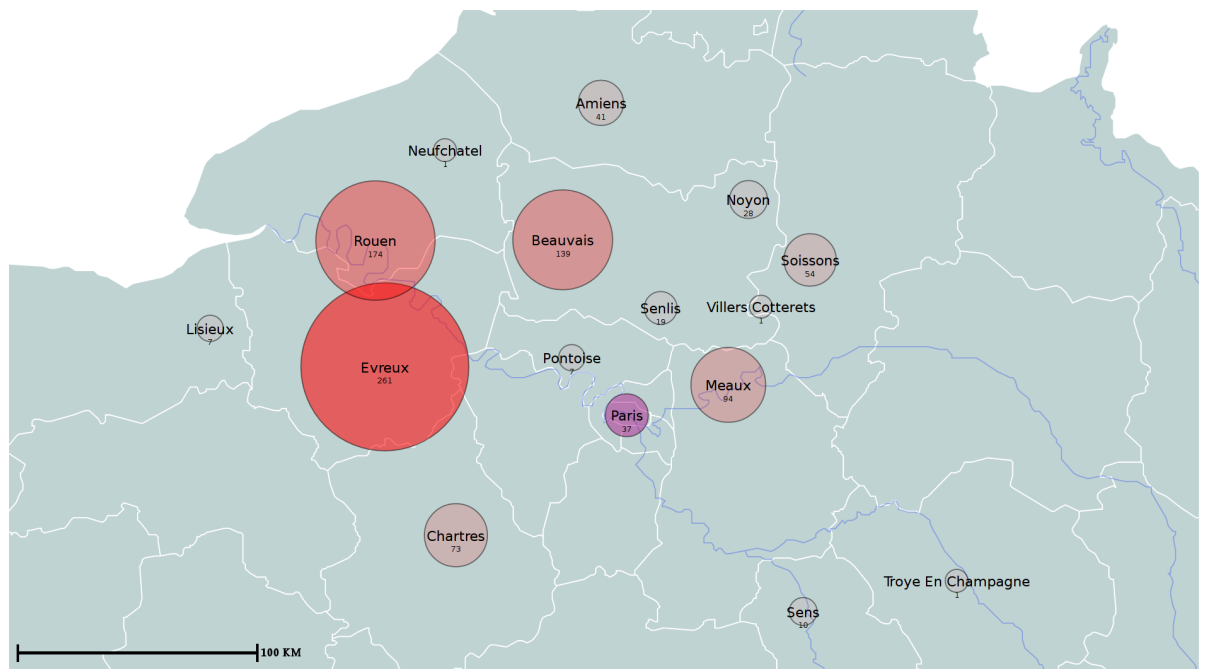 Amiens
41
Neufchatel
1
Noyon
28
Rouen
174
Beauvais
139
Soissons
54
Senlis
19
Villers Cotterets
1
Lisieux
7
Pontoise
7
Evreux
261
Meaux
94
Paris
37
Chartres
73
Troye En Champagne
1
Sens
10
100 KM